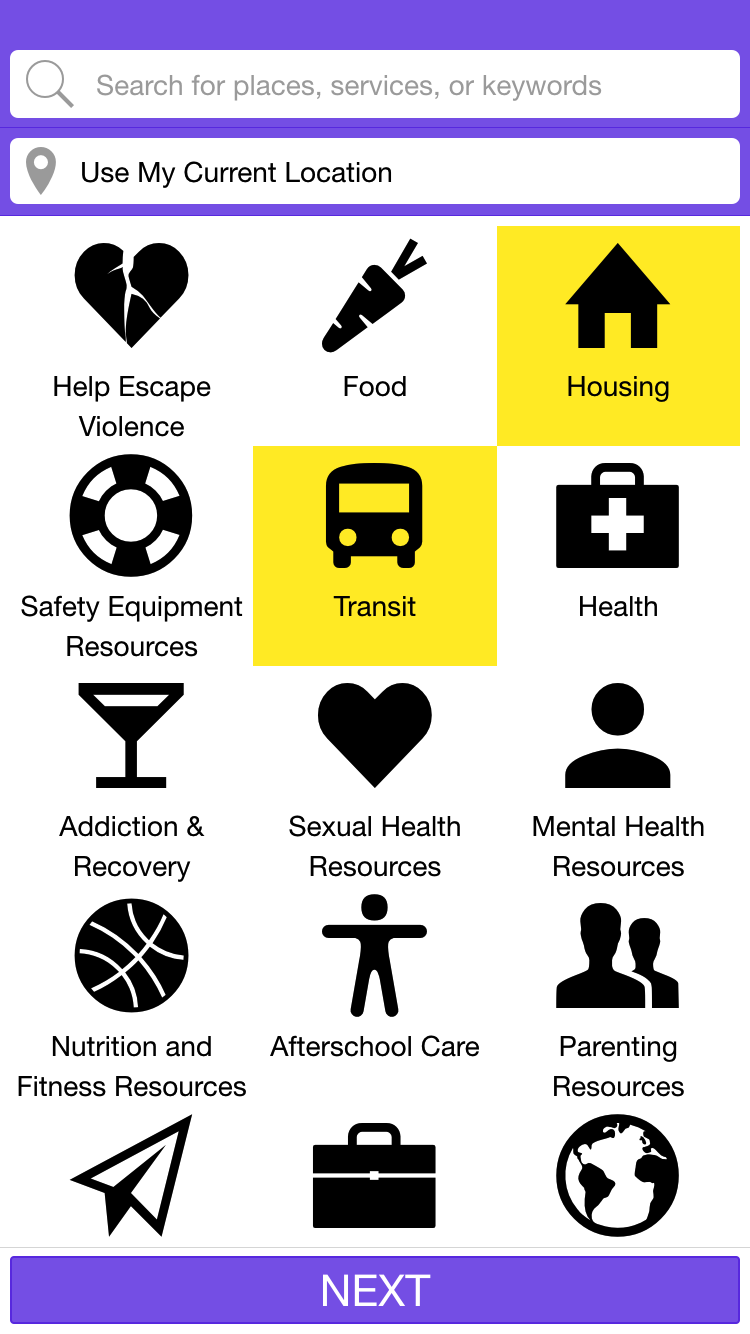 Search for places, services, or keywords
Use My Current Location
Help Escape
Violence
Food
Housing
Safety Equipment
Resources
Transit
Health
Addiction &
Recovery
Sexual Health
Resources
Mental Health
Resources
Nutrition and
Fitness Resources
Afterschool Care
Parenting
Resources
NEXT